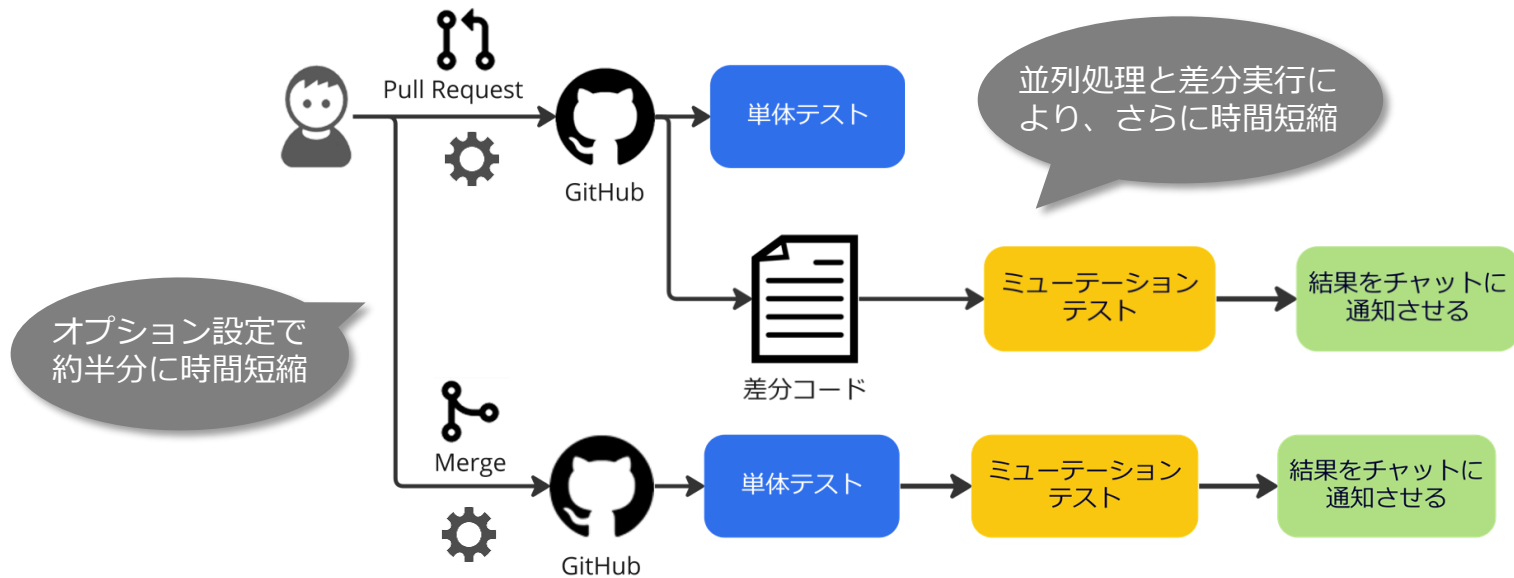 Pull Request
GitHub
単体テスト
並列処理と差分実行に
より、さらに時間短縮
差分コード
ミューテーション
テスト
結果をチャットに
通知させる
オプション設定で
約半分に時間短縮
Merge
GitHub
単体テスト
ミューテーション
テスト
結果をチャットに
通知させる